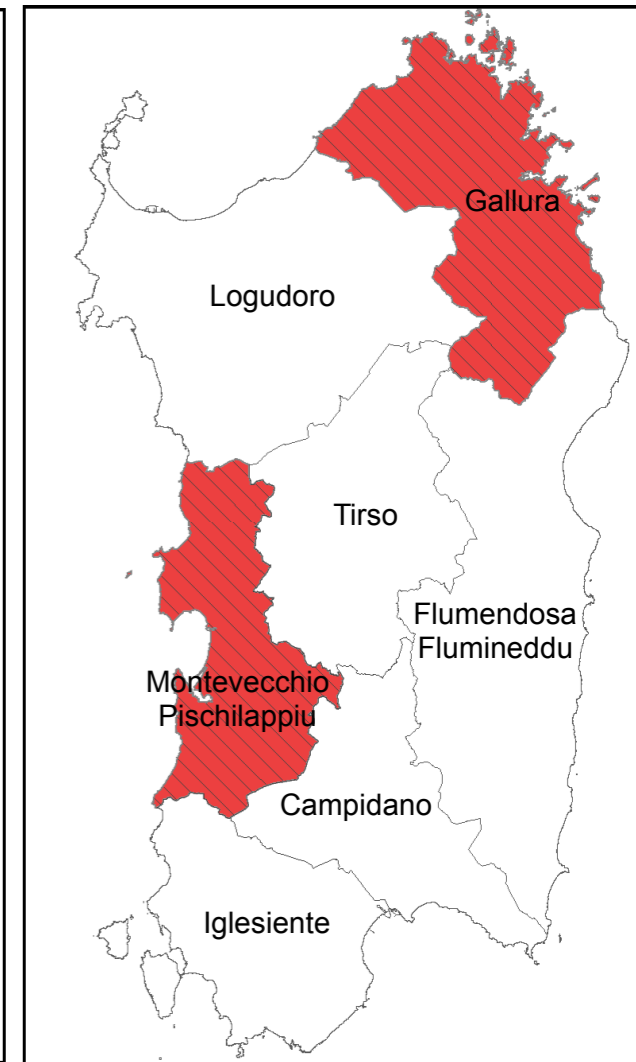 Gallura
Logudoro
Tirso
Flumendosa
Flumineddu
Montevecchio
Pischilappiu
Campidano
Iglesiente